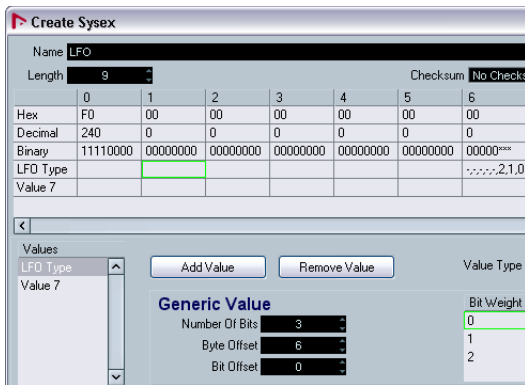 Create Sysex
Name LFO
Length 9 Checksum No Checks
0 1 2 3 4 5 6
Hex F0 00 00 00 00 00 00
Decimal 240 0 0 0 0 0 0
Binary 11110000 00000000 00000000 00000000 00000000 00000000 00000***
LFO Type -,-,-,-,-,2,1,0
Value 7
Values
LFO Type Add Value Remove Value Value Type
Value 7
Generic Value Bit Weight
Number Of Bits 3 0
Byte Offset 6 1
Bit Offset 0 2